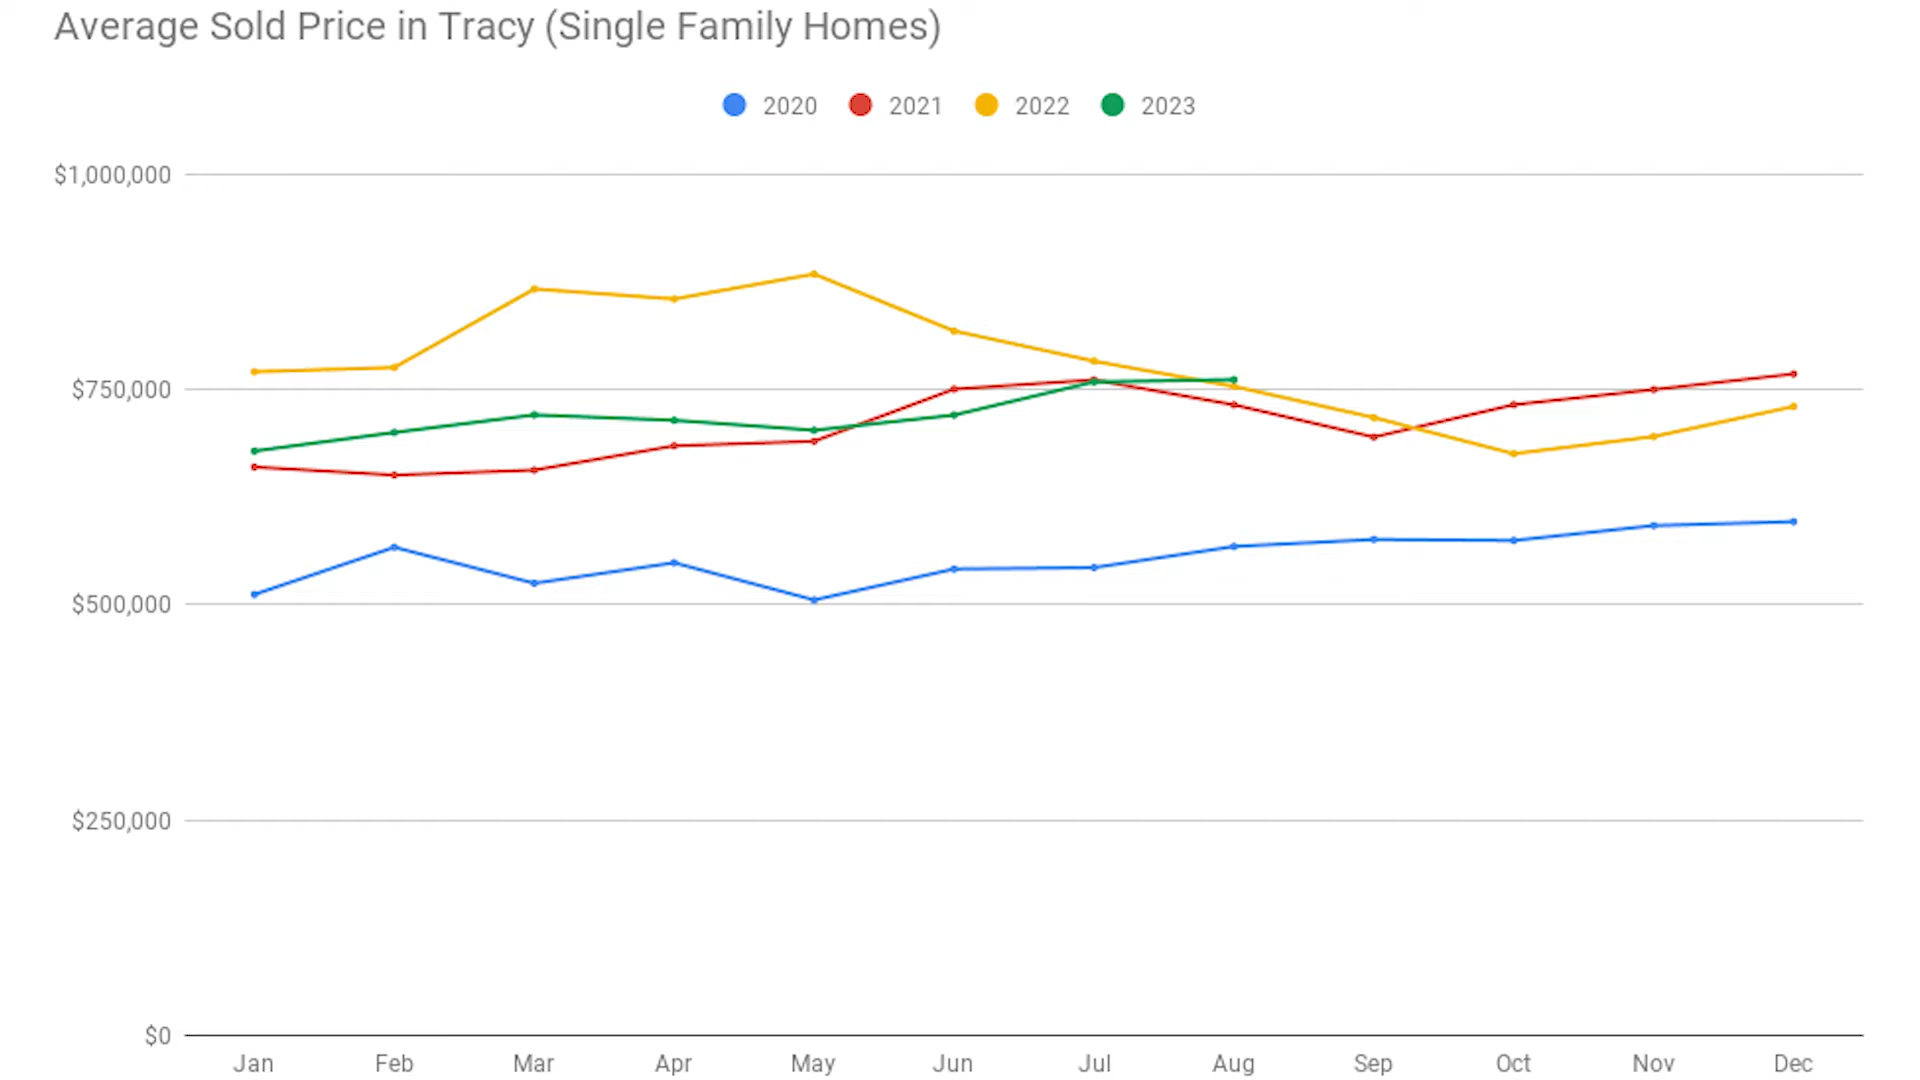 Average Sold Price in Tracy (Single Family Homes)
2020 2021 2022 2023
$1,000,000
$750,000
$500,000
$250,000
$0
Jan Feb Mar Apr May Jun Jul Aug Sep Oct Nov Dec